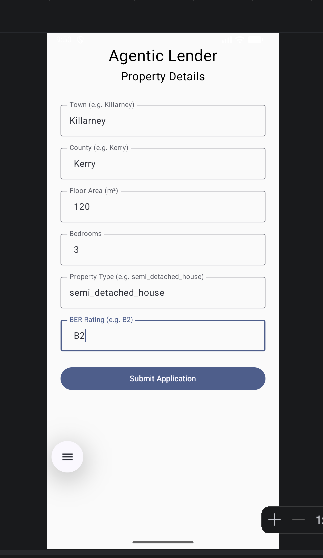 Agentic Lender
Property Details
Town (e.g. Killarney)
Killarney
County (e.g. Kerry)
Kerry
Floor Area (m²)
120
Bedrooms
3
Property Type (e.g. semi_detached_house)
semi_detached_house
BER Rating (e.g. B2)
B2
Submit Application